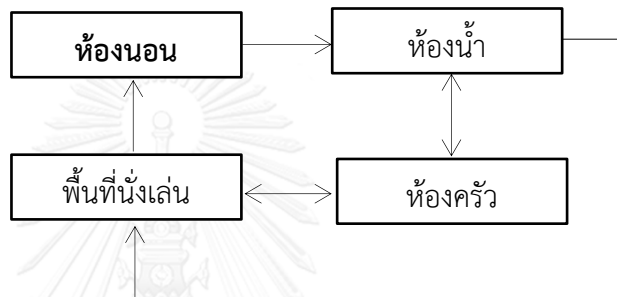 ห้องนอน
ห้องน้ำ
พื้นที่นั่งเล่น
ห้องครัว